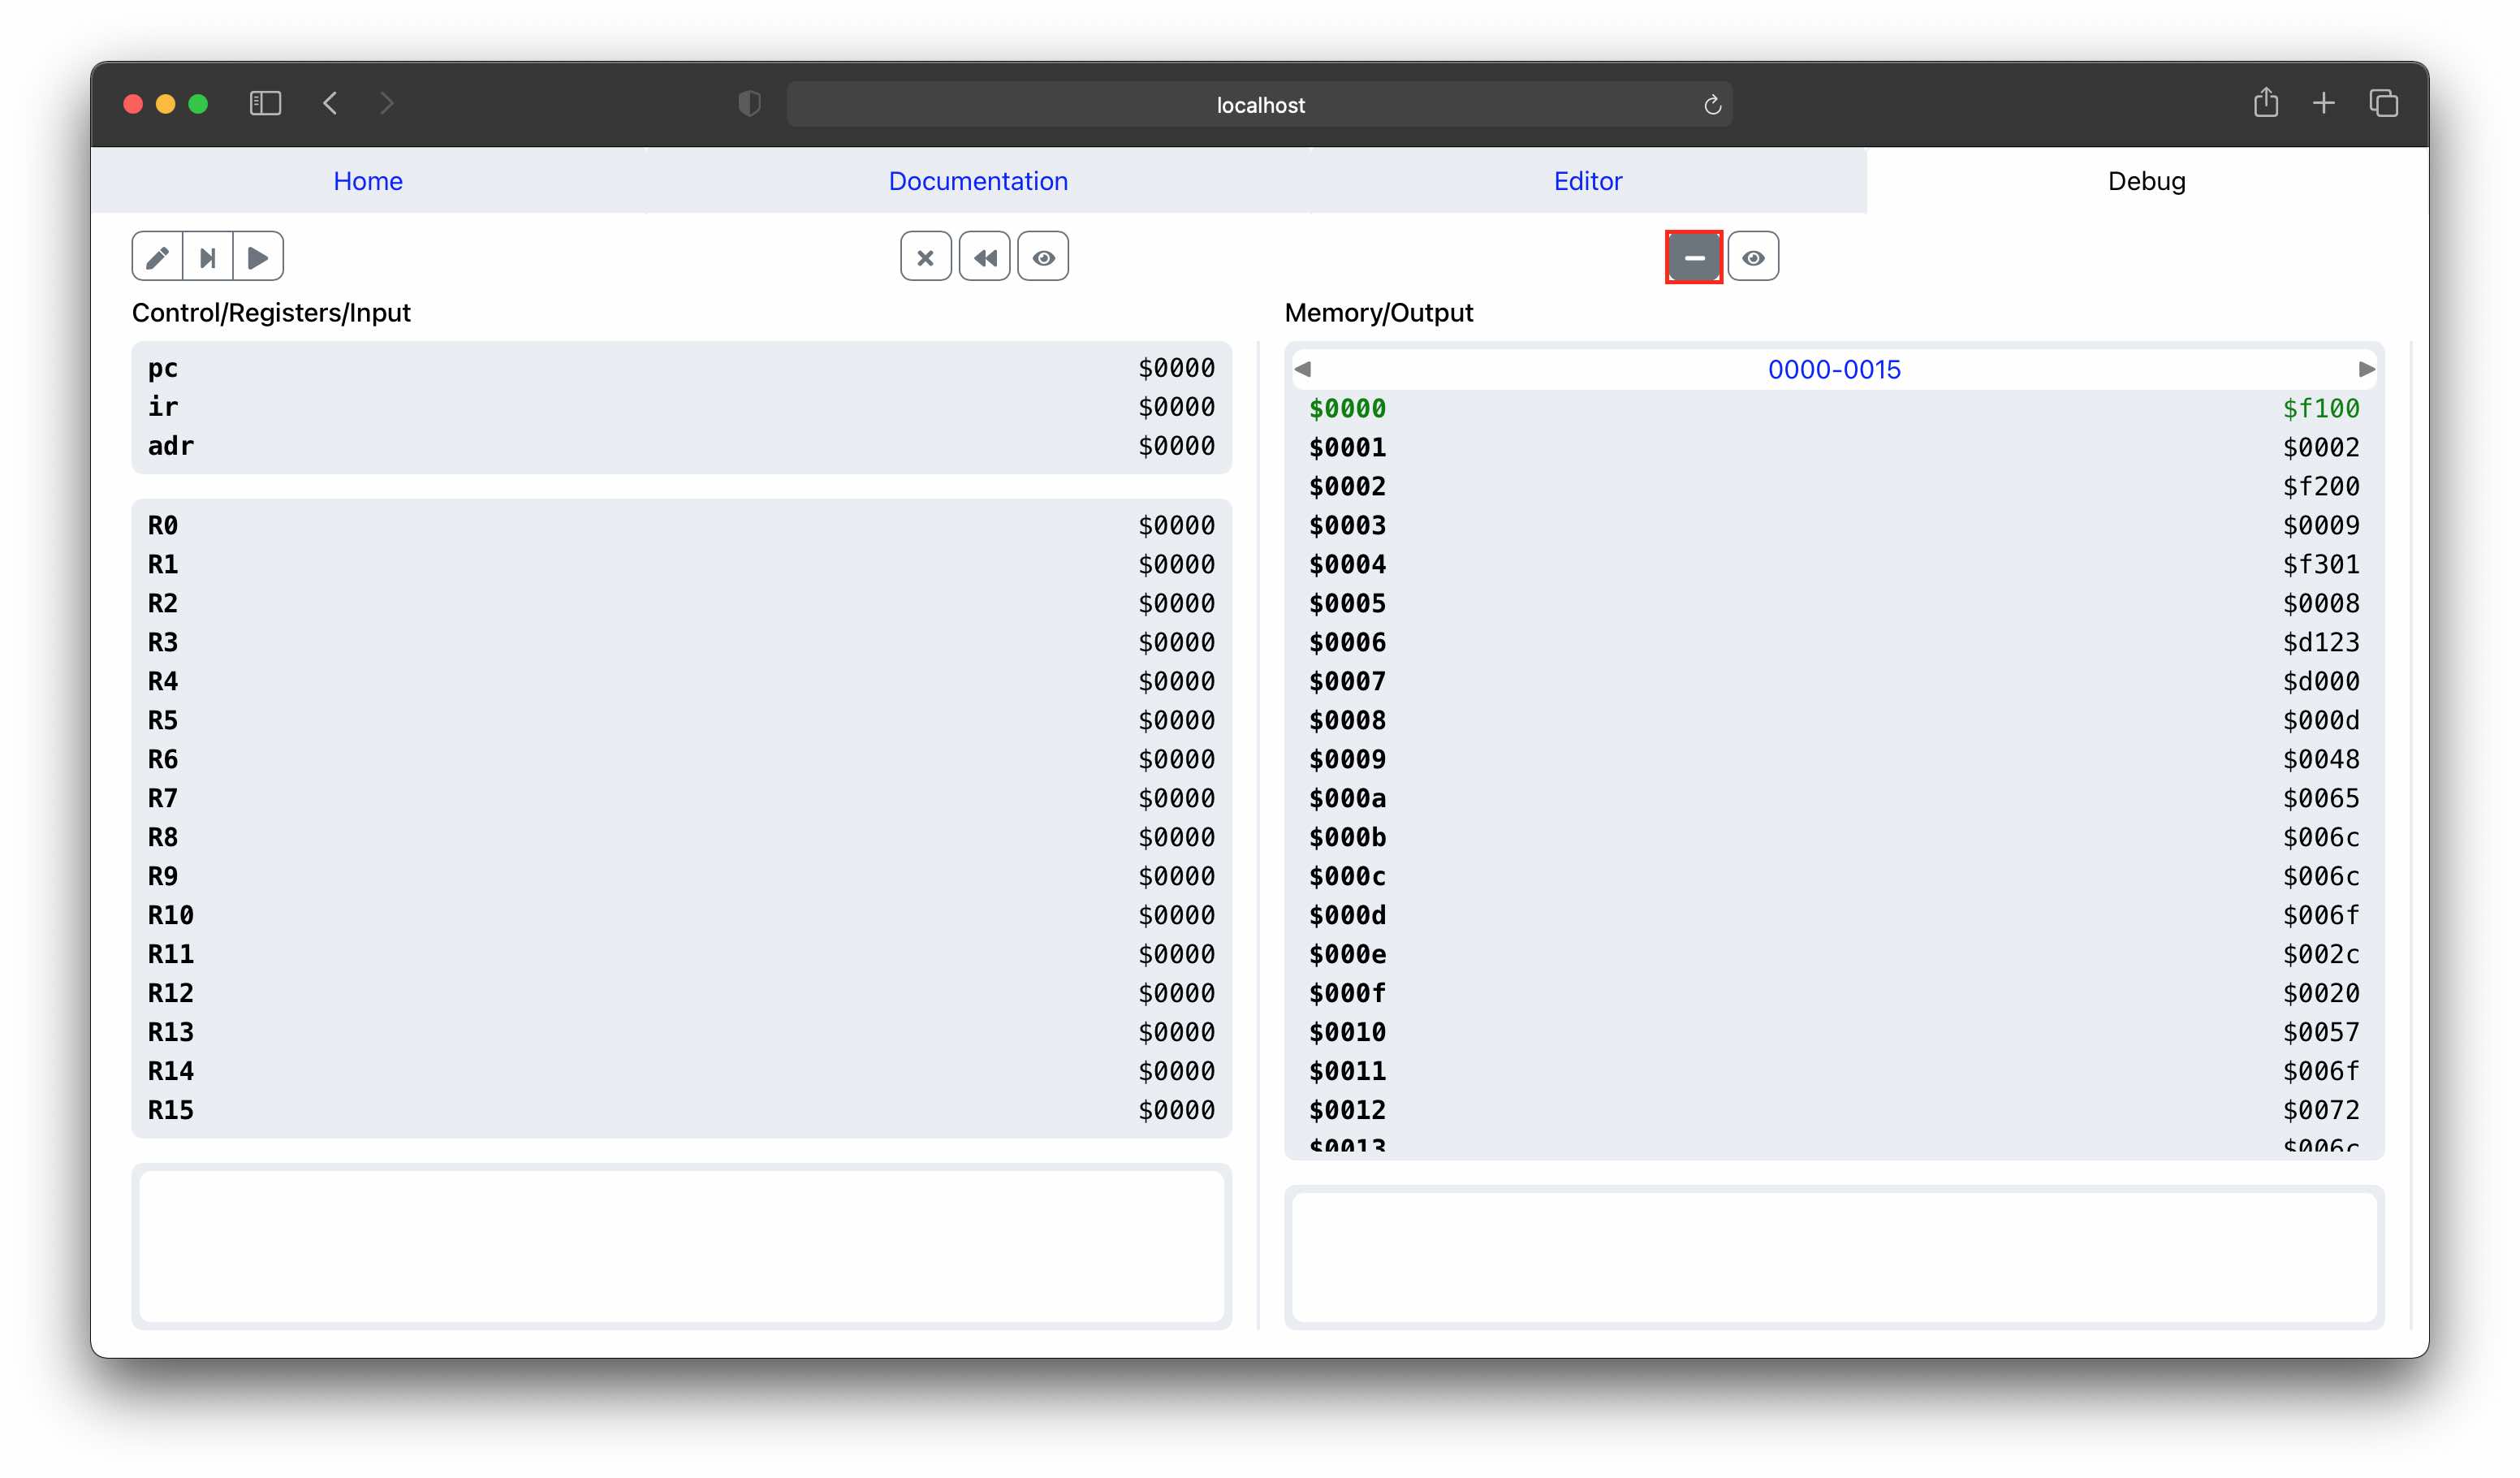 localhost
Home Documentation Editor Debug
Control/Registers/Input
pc $0000
ir $0000
adr $0000
R0 $0000
R1 $0000
R2 $0000
R3 $0000
R4 $0000
R5 $0000
R6 $0000
R7 $0000
R8 $0000
R9 $0000
R10 $0000
R11 $0000
R12 $0000
R13 $0000
R14 $0000
R15 $0000
Memory/Output
0000-0015
$0000 $f100
$0001 $0002
$0002 $f200
$0003 $0009
$0004 $f301
$0005 $0008
$0006 $d123
$0007 $d000
$0008 $000d
$0009 $0048
$000a $0065
$000b $006c
$000c $006c
$000d $006f
$000e $002c
$000f $0020
$0010 $0057
$0011 $006f
$0012 $0072
$0013 $006c